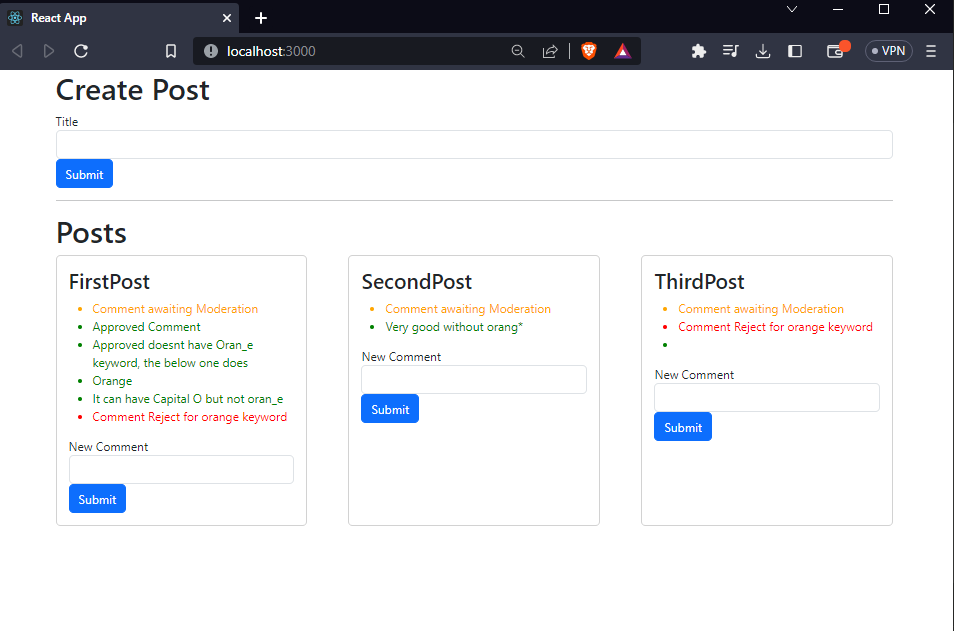 React App
localhost:3000
VPN
Create Post
Title
Submit
Posts
FirstPost
Comment awaiting Moderation
Approved Comment
Approved doesnt have Oran_e
keyword, the below one does
Orange
It can have Capital O but not oran_e
Comment Reject for orange keyword
New Comment
Submit
SecondPost
Comment awaiting Moderation
Very good without orang*
New Comment
Submit
ThirdPost
Comment awaiting Moderation
Comment Reject for orange keyword
New Comment
Submit